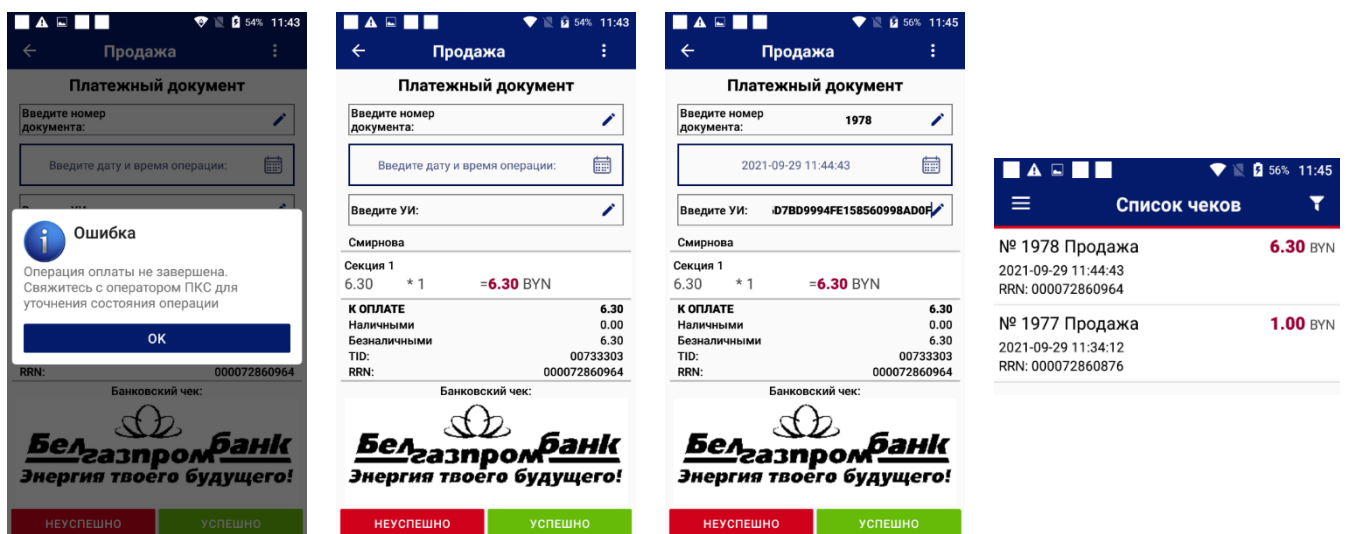 54% 11:43
Продажа
Платежный документ
Введите номер
документа:
Введите дату и время операции:
Ошибка
Операция оплаты не завершена.
Свяжитесь с оператором ПКС для
уточнения состояния операции
OK
RRN: 000072860964
Банковский чек:
Белгазпромбанк
Энергия твоего будущего!
НЕУСПЕШНО УСПЕШНО
54% 11:43
Продажа
Платежный документ
Введите номер
документа:
Введите дату и время операции:
Введите УИ:
Смирнова
Секция 1
6.30 * 1 =6.30 BYN
К ОПЛАТЕ 6.30
Наличными 0.00
Безналичными 6.30
TID: 00733303
RRN: 000072860964
Банковский чек:
Белгазпромбанк
Энергия твоего будущего!
НЕУСПЕШНО УСПЕШНО
56% 11:45
Продажа
Платежный документ
Введите номер
документа: 1978
2021-09-29 11:44:43
Введите УИ: D7BD9994FE158560998AD0F
Смирнова
Секция 1
6.30 * 1 =6.30 BYN
К ОПЛАТЕ 6.30
Наличными 0.00
Безналичными 6.30
TID: 00733303
RRN: 000072860964
Банковский чек:
Белгазпромбанк
Энергия твоего будущего!
НЕУСПЕШНО УСПЕШНО
56% 11:45
Список чеков
№ 1978 Продажа 6.30 BYN
2021-09-29 11:44:43
RRN: 000072860964
№ 1977 Продажа 1.00 BYN
2021-09-29 11:34:12
RRN: 000072860876